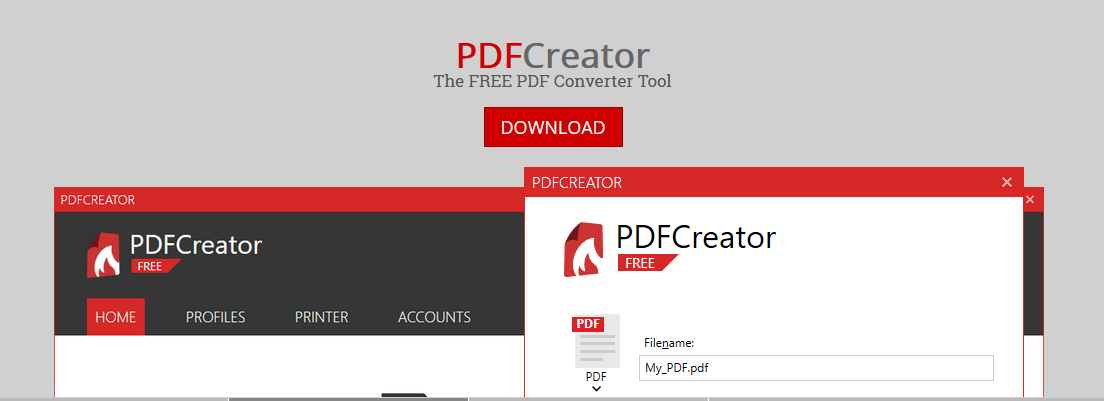 PDFCreator
The FREE PDF Converter Tool
DOWNLOAD
PDFCREATOR
PDFCreator
FREE
HOME PROFILES PRINTER ACCOUNTS
PDFCREATOR
PDFCreator
FREE
PDF
PDF
Filename:
My_PDF.pdf